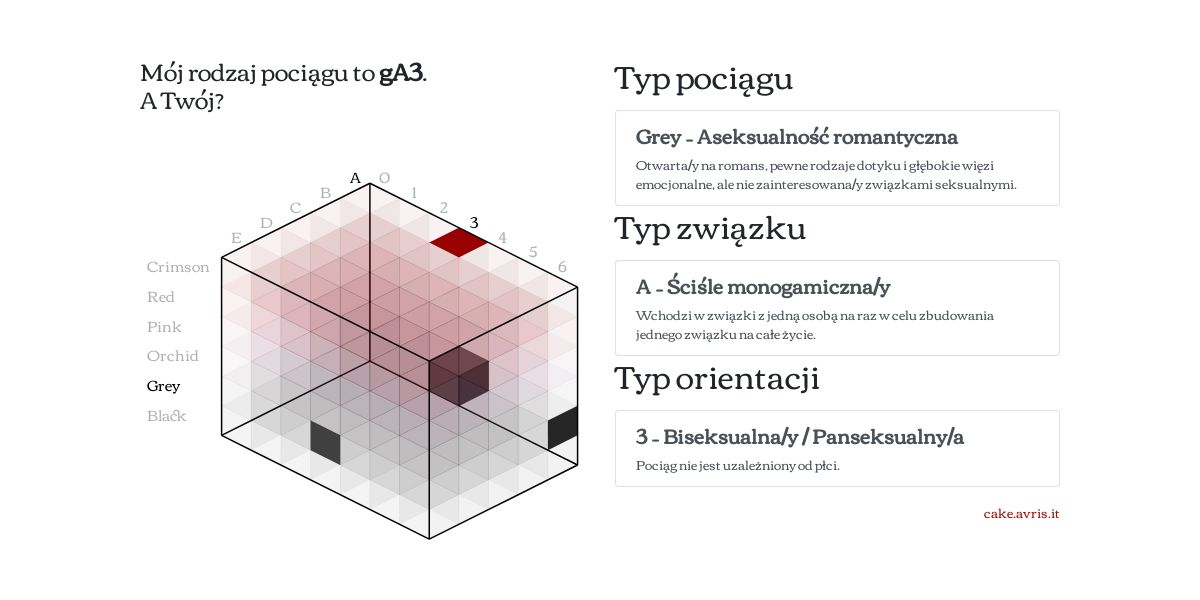 Mój rodzaj pociągu to gA3.
A Twój?
A
O
B
1
C
2
D
3
E
4
5
6
Crimson
Red
Pink
Orchid
Grey
Black
Typ pociągu
Grey - Aseksualność romantyczna
Otwarta/y na romans, pewne rodzaje dotyku i głębokie więzi
emocjonalne, ale nie zainteresowana/y związkami seksualnymi.
Typ związku
A - Ściśle monogamiczna/y
Wchodzi w związki z jedną osobą na raz w celu zbudowania
jednego związku na całe życie.
Typ orientacji
3 - Biseksualna/y / Panseksualny/a
Pociąg nie jest uzależniony od płci.
cake.avris.it